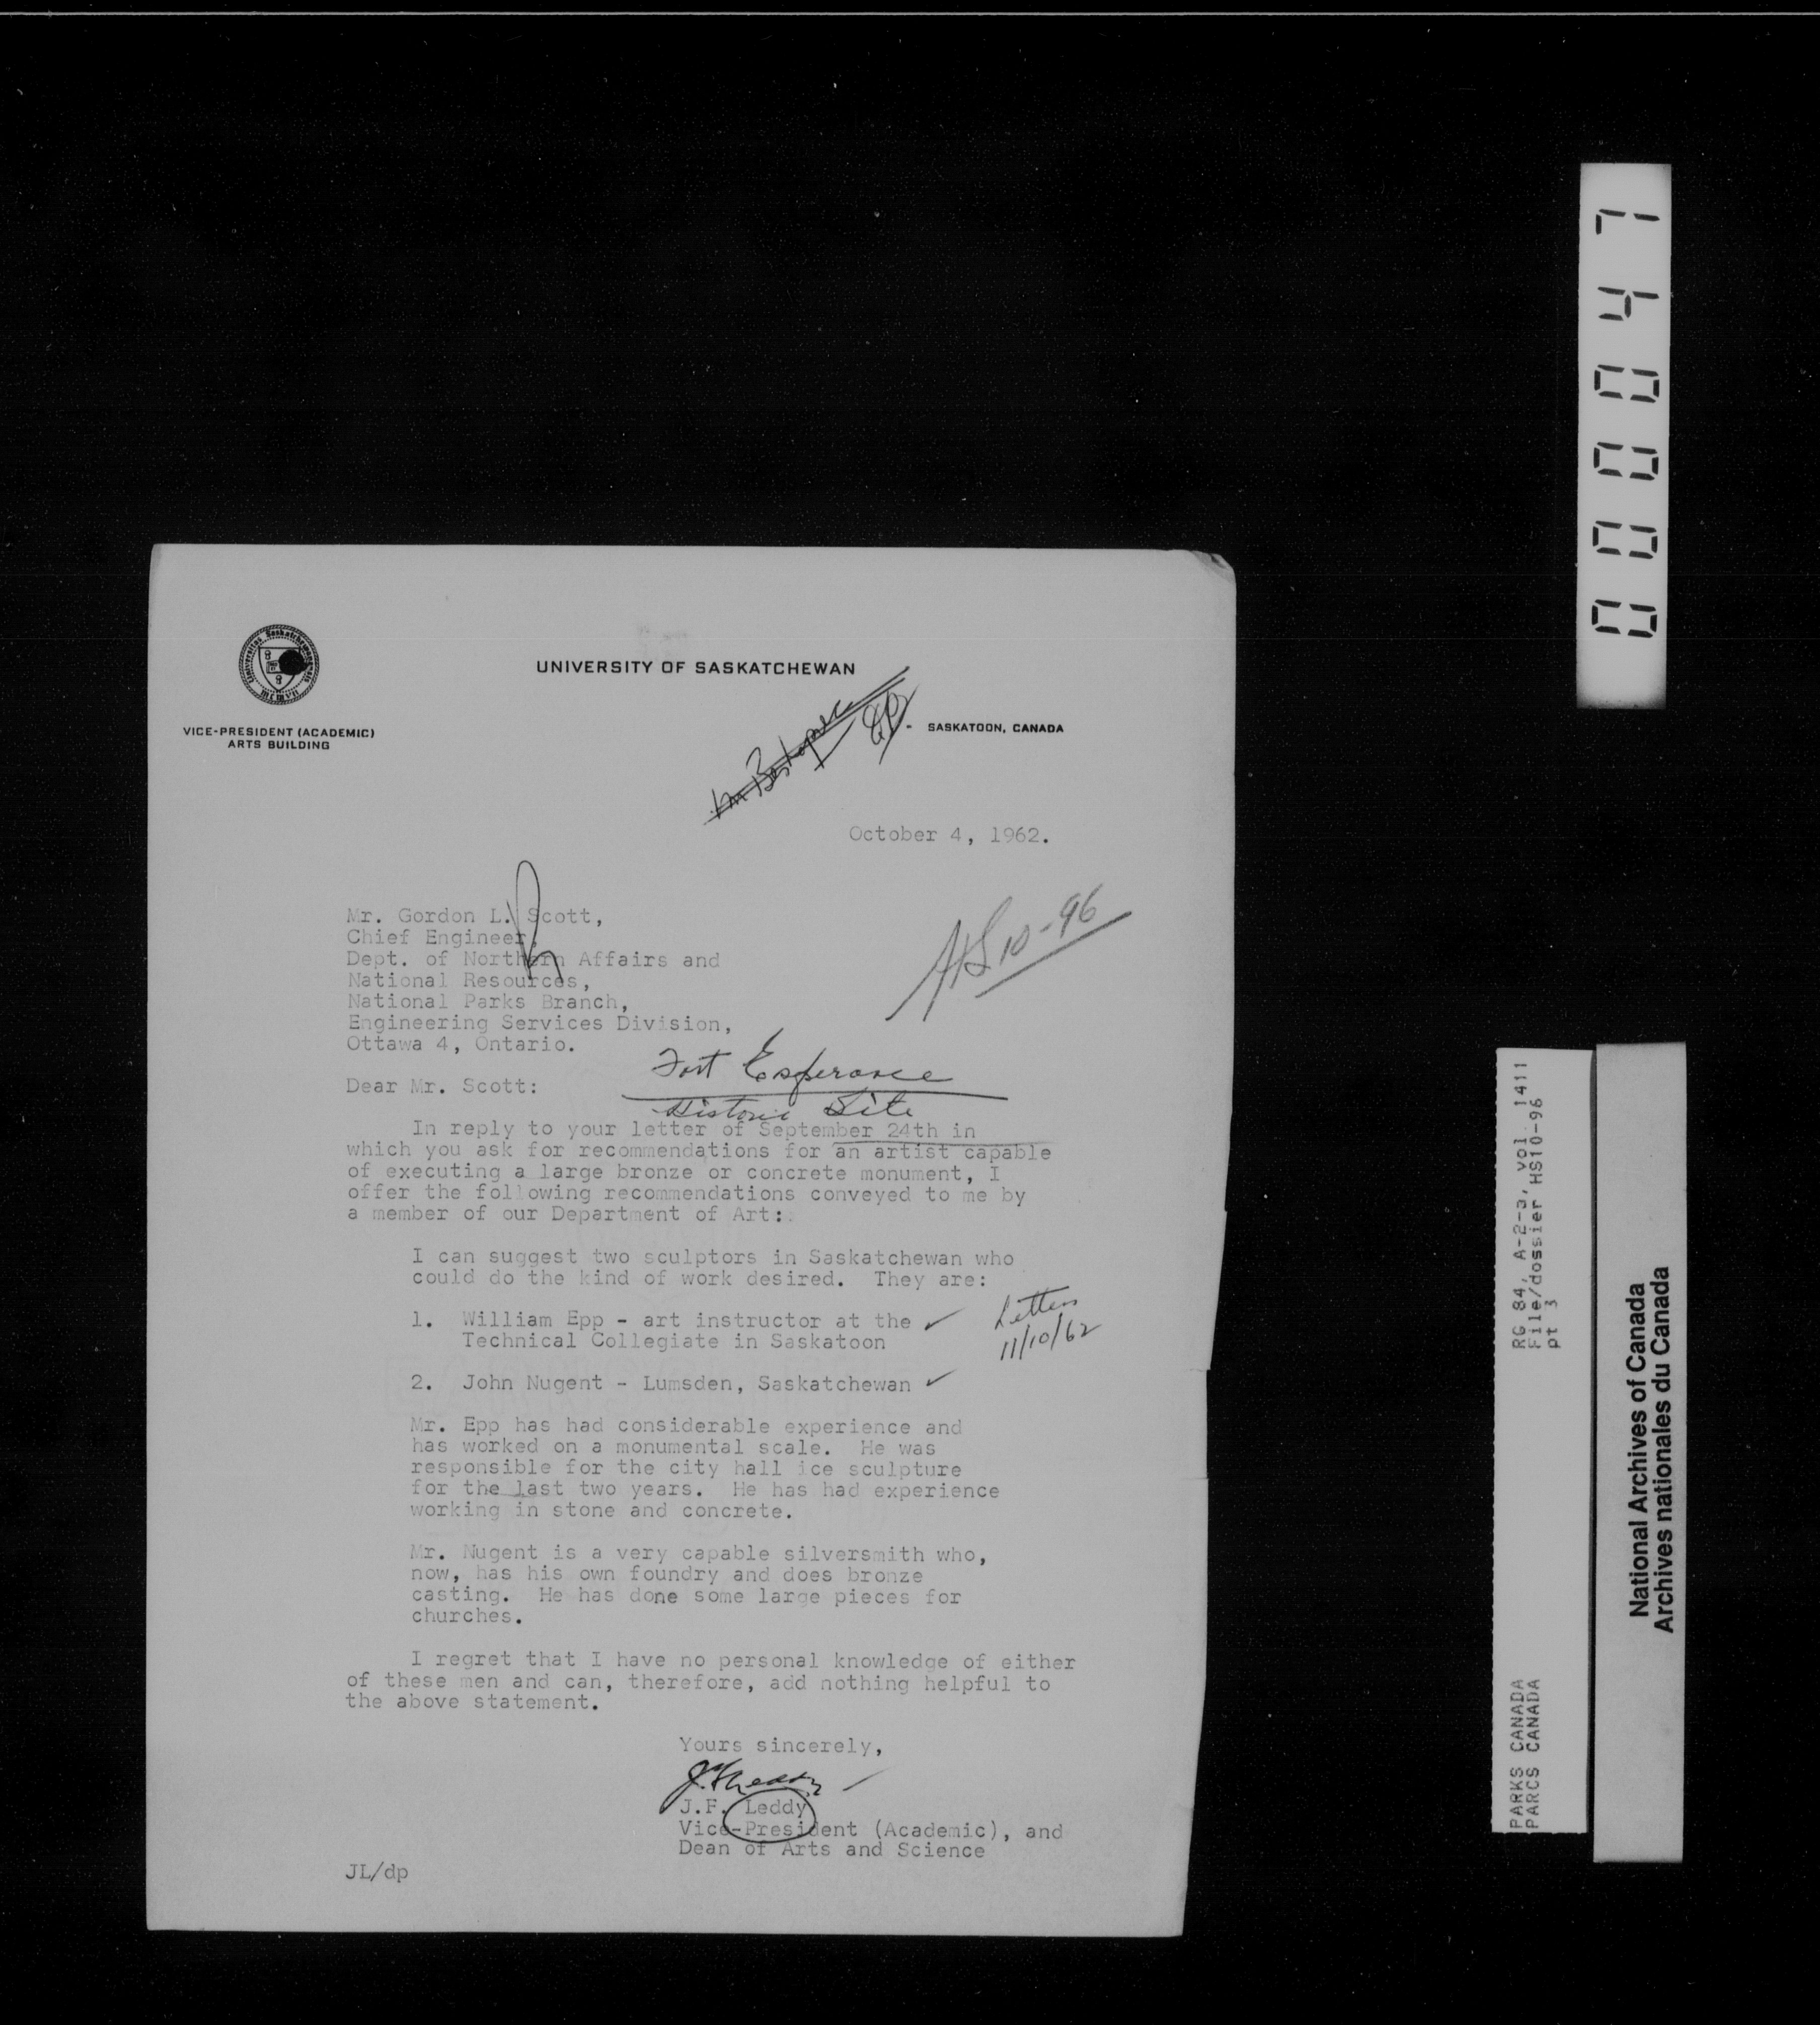 UNIVERSITY OF SASKATCHEWAN
VICE-PRESIDENT (ACADEMIC)
ARTS BUILDING
SASKATOON, CANADA
October 4, 1962.
Mr. Gordon L. Scott,
Chief Engineer,
Dept. of Northern Affairs and
National Resources,
National Parks Branch,
Engineering Services Division,
Ottawa 4, Ontario.
HS 10-96
Fort Esperance
Historic Site
Dear Mr. Scott:
In reply to your letter of September 24th in
which you ask for recommendations for an artist capable
of executing a large bronze or concrete monument, I
offer the following recommendations conveyed to me by
a member of our Department of Art:
I can suggest two sculptors in Saskatchewan who
could do the kind of work desired. They are:
1. William Epp - art instructor at the
Technical Collegiate in Saskatoon
Letters
11/10/62
2. John Nugent - Lumsden, Saskatchewan
Mr. Epp has had considerable experience and
has worked on a monumental scale. He was
responsible for the city hall ice sculpture
for the last two years. He has had experience
working in stone and concrete.
Mr. Nugent is a very capable silversmith who,
now, has his own foundry and does bronze
casting. He has done some large pieces for
churches.
I regret that I have no personal knowledge of either
of these men and can, therefore, add nothing helpful to
the above statement.
Yours sincerely,
J.F. Leddy
J.F. Leddy
Vice-President (Academic), and
Dean of Arts and Science
JL/dp
000047
RG 84, A-2-a, vol 1411
File/dossier HS10-96
pt 3
PARKS CANADA
PARCS CANADA
National Archives of Canada
Archives nationales du Canada